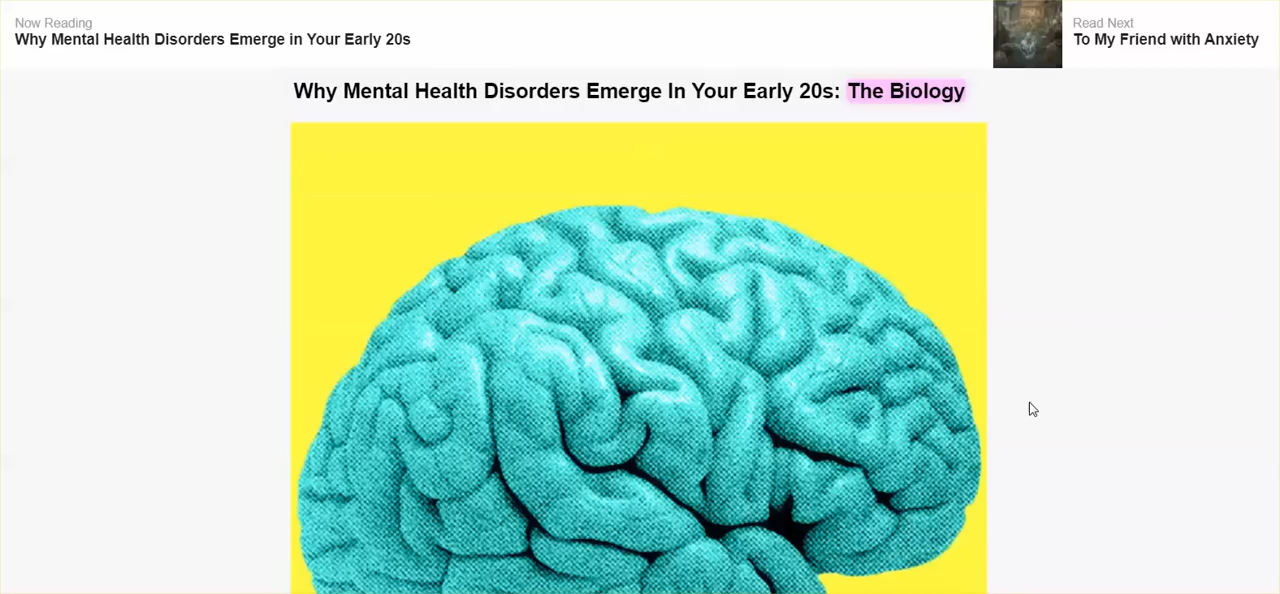 Now Reading
Why Mental Health Disorders Emerge in Your Early 20s
Read Next
To My Friend with Anxiety
Why Mental Health Disorders Emerge In Your Early 20s: The Biology